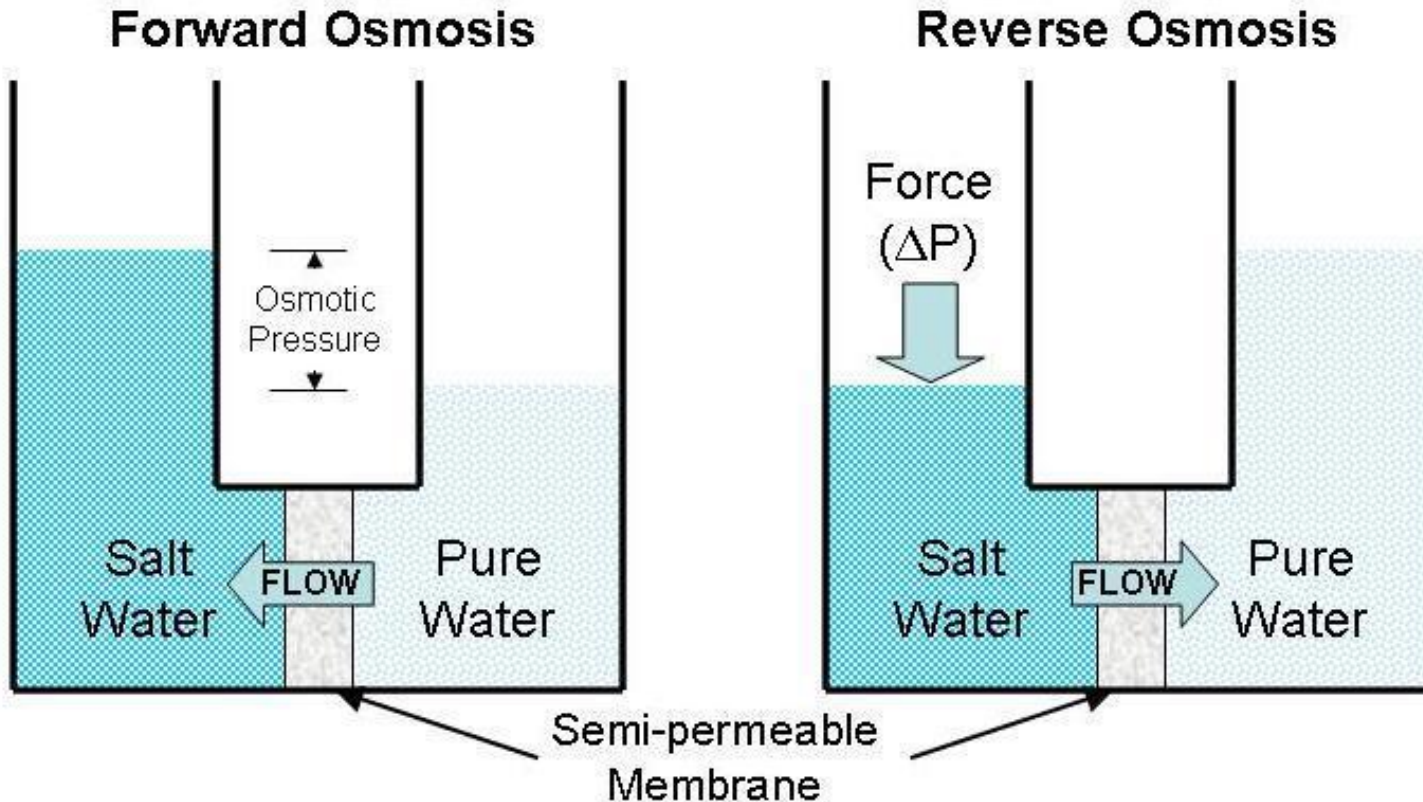 Forward Osmosis
Osmotic
Pressure
Salt
Water
FLOW
Pure
Water
Reverse Osmosis
Force
(ΔP)
Salt
Water
FLOW
Pure
Water
Semi-permeable
Membrane